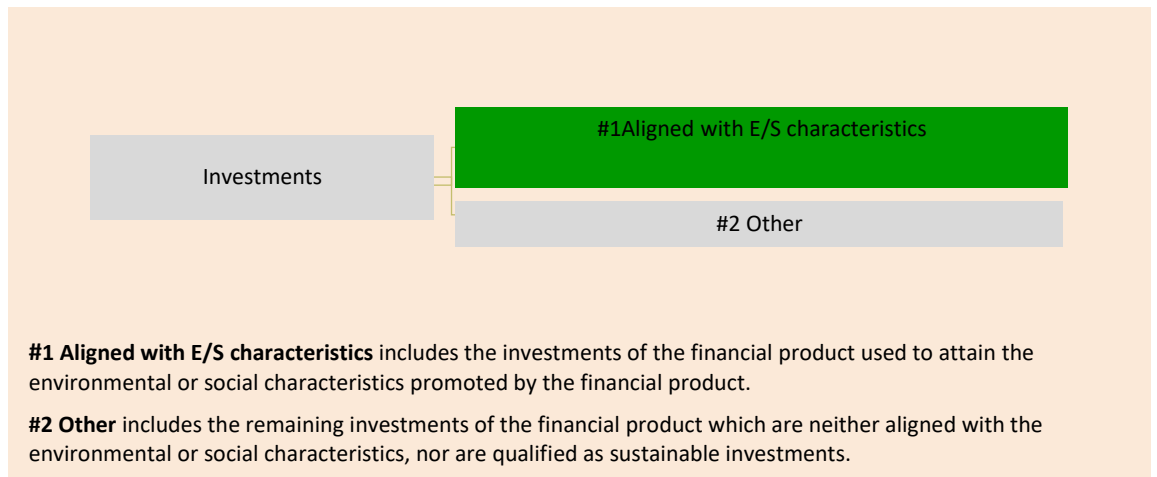 #1Aligned with E/S characteristics
Investments
#2 Other
#1 Aligned with E/S characteristics includes the investments of the financial product used to attain the
environmental or social characteristics promoted by the financial product.
#2 Other includes the remaining investments of the financial product which are neither aligned with the
environmental or social characteristics, nor are qualified as sustainable investments.